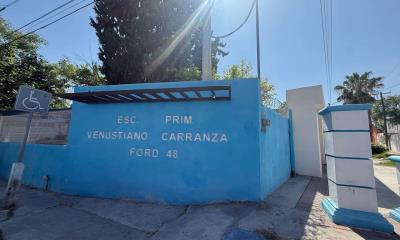 ESC. PRIM
VENUSTIANO CARRANZA
FORD 48